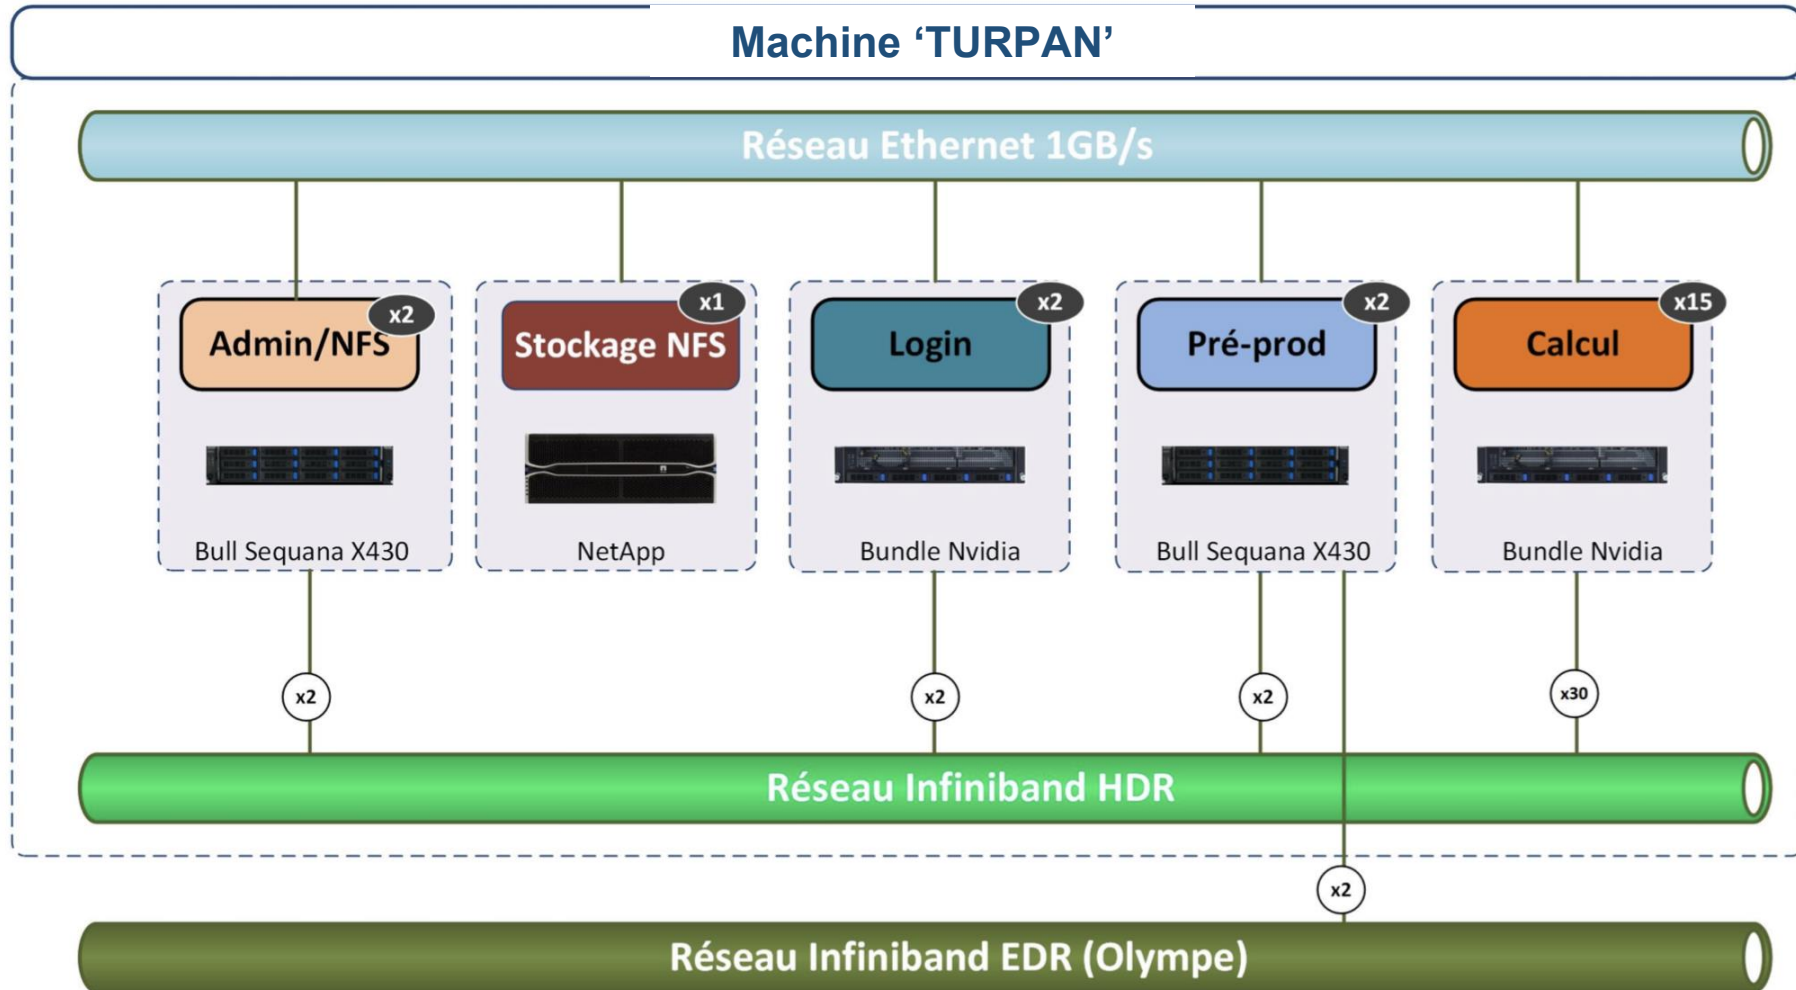 Machine ‘TURPAN’
Réseau Ethernet 1GB/s
x2
x1
x2
x2
x15
Admin/NFS
Stockage NFS
Login
Pré-prod
Calcul
Bull Sequana X430
NetApp
Bundle Nvidia
Bull Sequana X430
Bundle Nvidia
x2
x2
x2
x30
Réseau Infiniband HDR
x2
Réseau Infiniband EDR (Olympe)